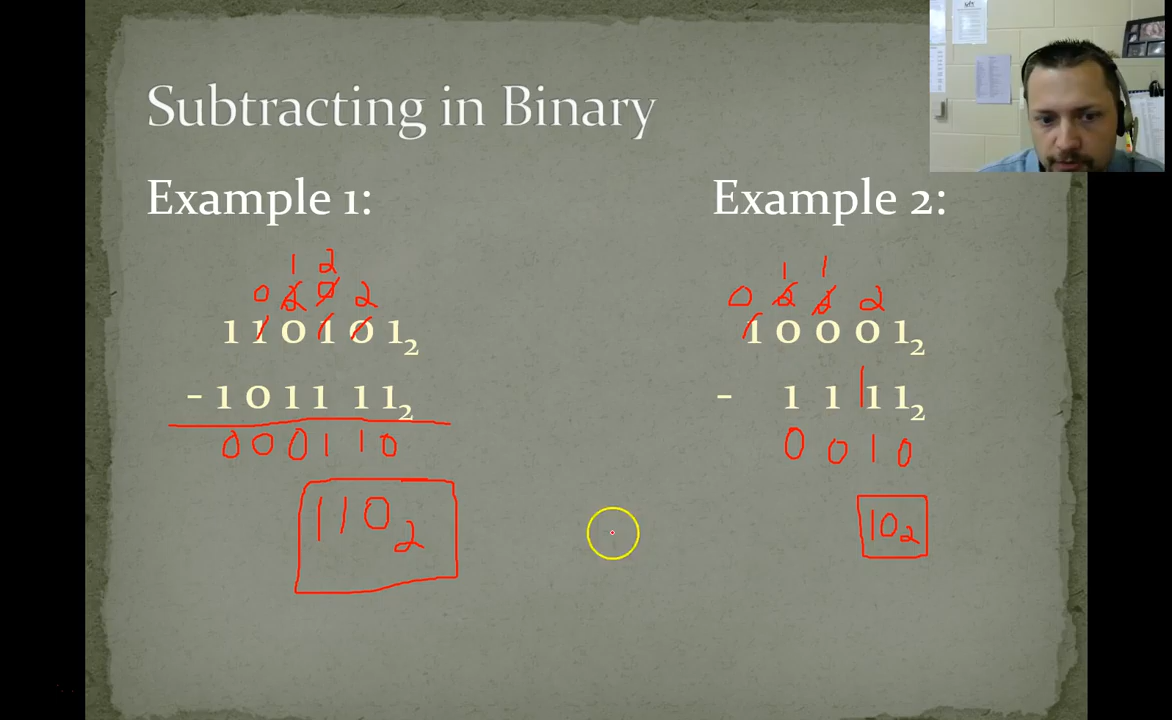 Subtracting in Binary
Example 1:
1 2
0 2 0 2
1 1 0 1 0 1₂
- 1 0 1 1 1 1₂
0 0 0 1 1 0
110₂
Example 2:
1 1
0 2 2 2
1 0 0 0 1₂
- 1 1 1 1₂
0 0 1 0
10₂